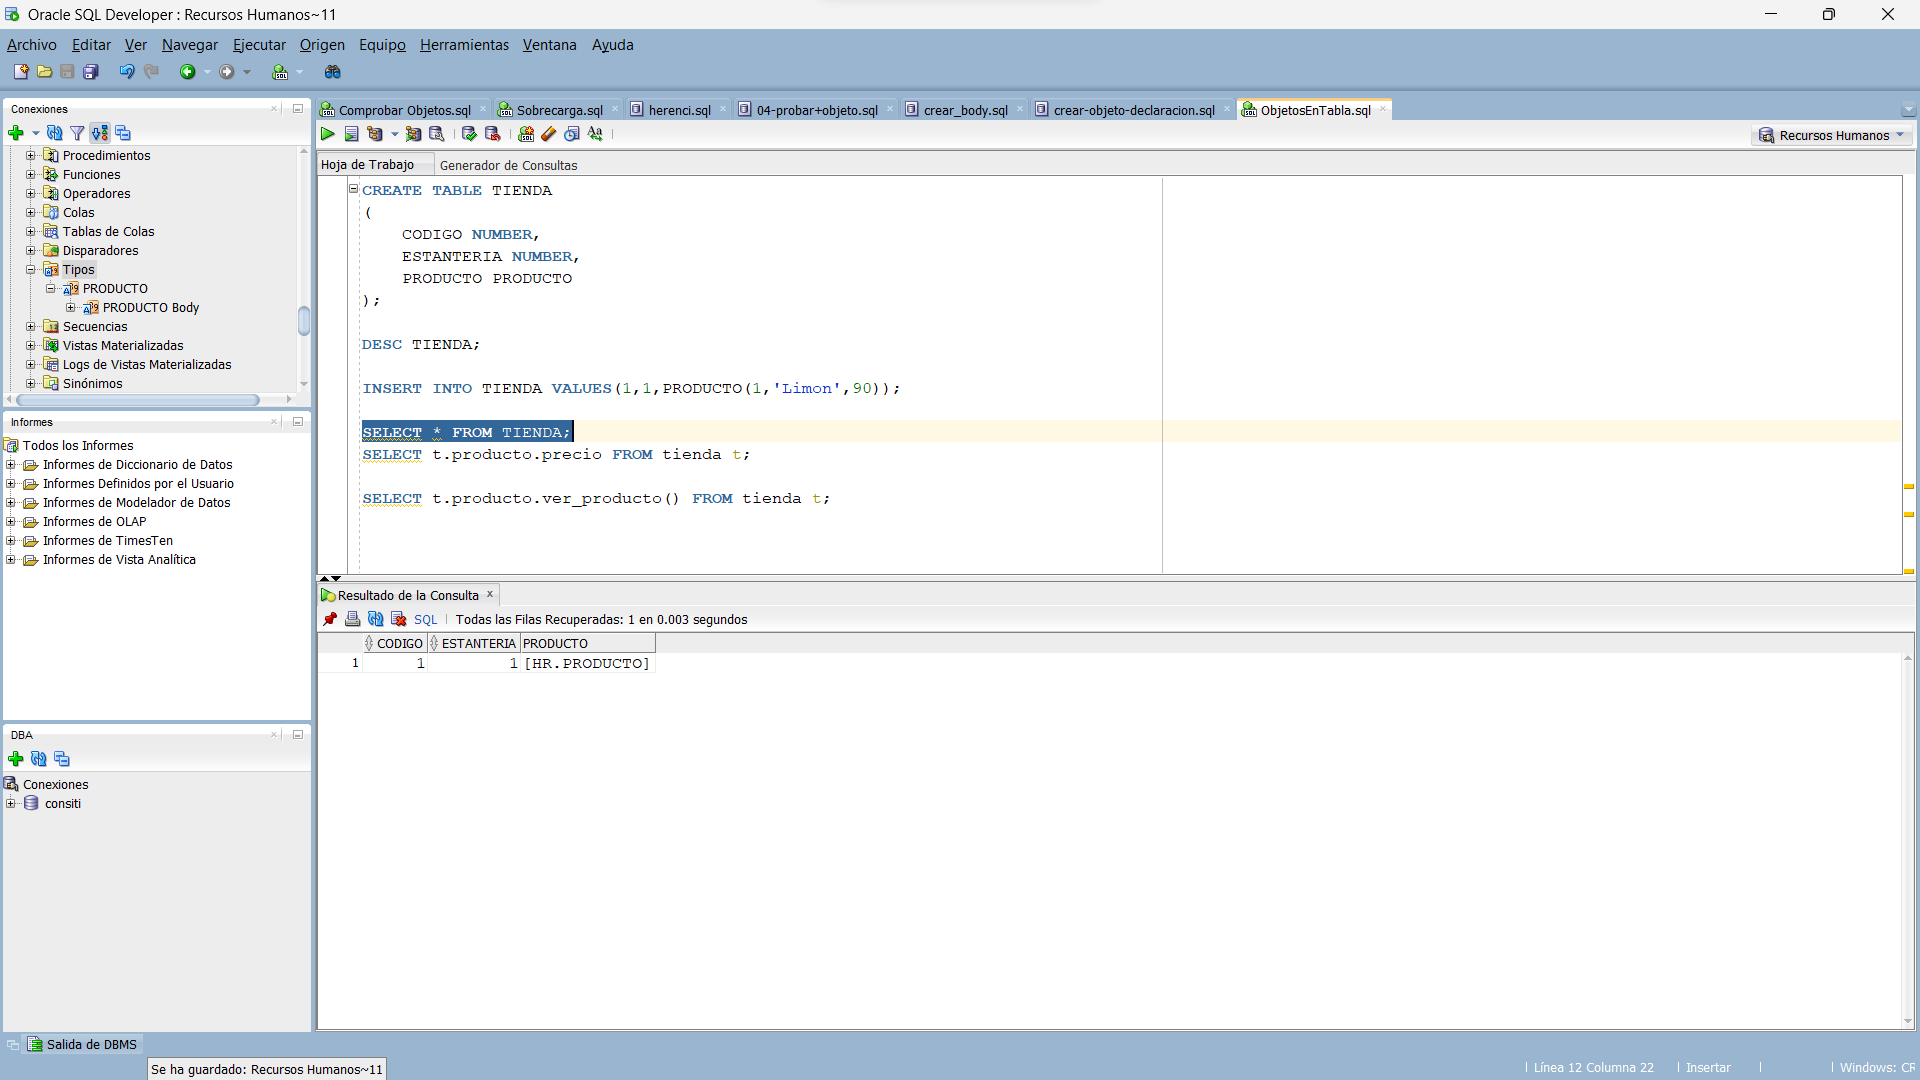 Oracle SQL Developer : Recursos Humanos~11
Archivo Editar Ver Navegar Ejecutar Origen Equipo Herramientas Ventana Ayuda
Conexiones
Procedimientos
Funciones
Operadores
Colas
Tablas de Colas
Disparadores
Tipos
PRODUCTO
PRODUCTO Body
Secuencias
Vistas Materializadas
Logs de Vistas Materializadas
Sinónimos
Informes
Todos los Informes
Informes de Diccionario de Datos
Informes Definidos por el Usuario
Informes de Modelador de Datos
Informes de OLAP
Informes de TimesTen
Informes de Vista Analítica
DBA
Conexiones
consiti
Comprobar Objetos.sql Sobrecarga.sql herenci.sql 04-probar+objeto.sql crear_body.sql crear-objeto-declaracion.sql ObjetosEnTabla.sql
Recursos Humanos
Hoja de Trabajo Generador de Consultas
CREATE TABLE TIENDA
(
CODIGO NUMBER,
ESTANTERIA NUMBER,
PRODUCTO PRODUCTO
);
DESC TIENDA;
INSERT INTO TIENDA VALUES(1,1,PRODUCTO(1,'Limon',90));
SELECT * FROM TIENDA;
SELECT t.producto.precio FROM tienda t;
SELECT t.producto.ver_producto() FROM tienda t;
Resultado de la Consulta
SQL Todas las Filas Recuperadas: 1 en 0.003 segundos
CODIGO ESTANTERIA PRODUCTO
1 1 1 [HR.PRODUCTO]
Salida de DBMS
Se ha guardado: Recursos Humanos~11
Línea 12 Columna 22 Insertar Windows: CR